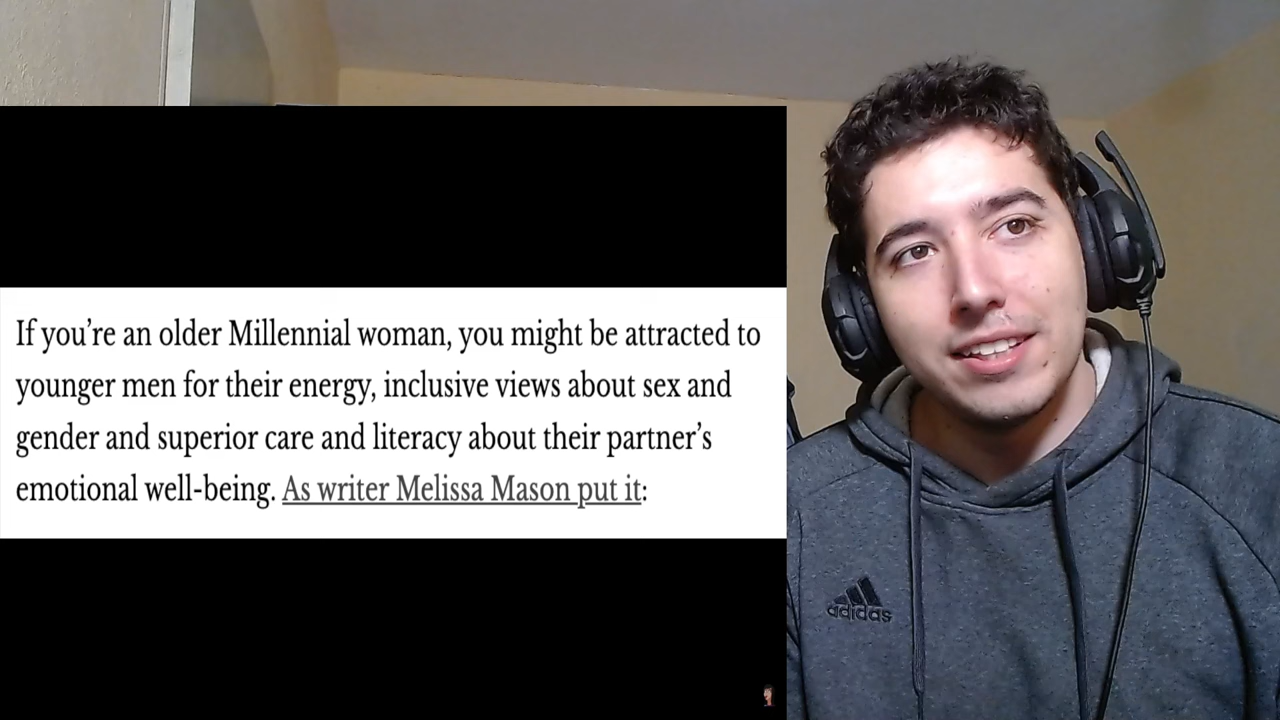 If you're an older Millennial woman, you might be attracted to
younger men for their energy, inclusive views about sex and
gender and superior care and literacy about their partner's
emotional well-being. As writer Melissa Mason put it:
adidas